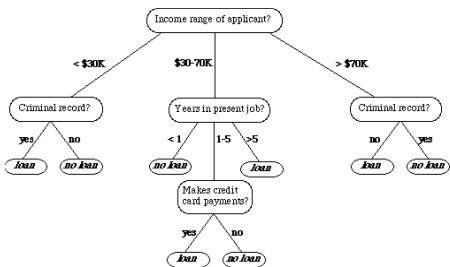 Income range of applicant?
< $30K
$30-70K
> $70K
Criminal record?
Years in present job?
Criminal record?
yes
no
< 1
1-5
>5
no
yes
loan
no loan
no loan
loan
loan
no loan
Makes credit
card payments?
yes
no
loan
no loan